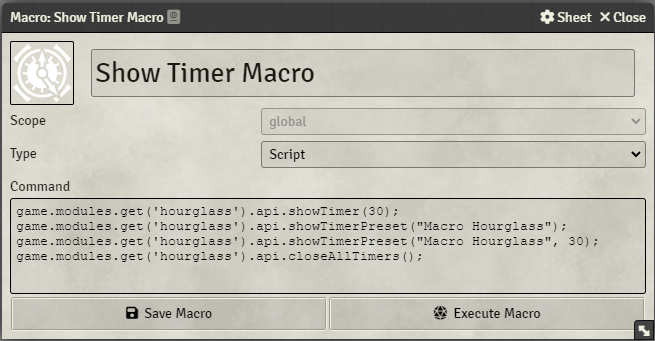 Macro: Show Timer Macro
Sheet
Close
Show Timer Macro
Scope
global
Type
Script
Command
game.modules.get('hourglass').api.showTimer(30);
game.modules.get('hourglass').api.showTimerPreset("Macro Hourglass");
game.modules.get('hourglass').api.showTimerPreset("Macro Hourglass", 30);
game.modules.get('hourglass').api.closeAllTimers();
Save Macro
Execute Macro